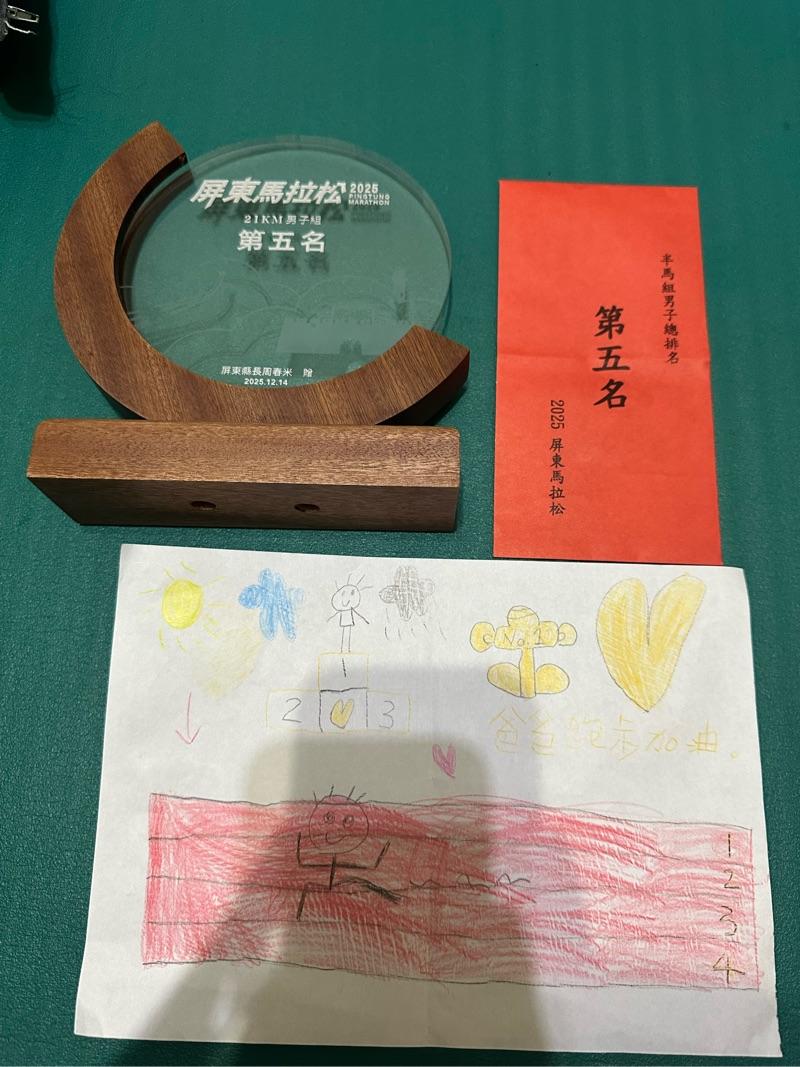 屏東馬拉松 2025
PINGTUNG
MARATHON
21KM 男子組
第五名
屏東縣長周春米 贈
2025.12.14
半馬組男子總排名
第五名
2025 屏東馬拉松
No.1
1
2 3
爸爸跑步加油。
1
2
3
4